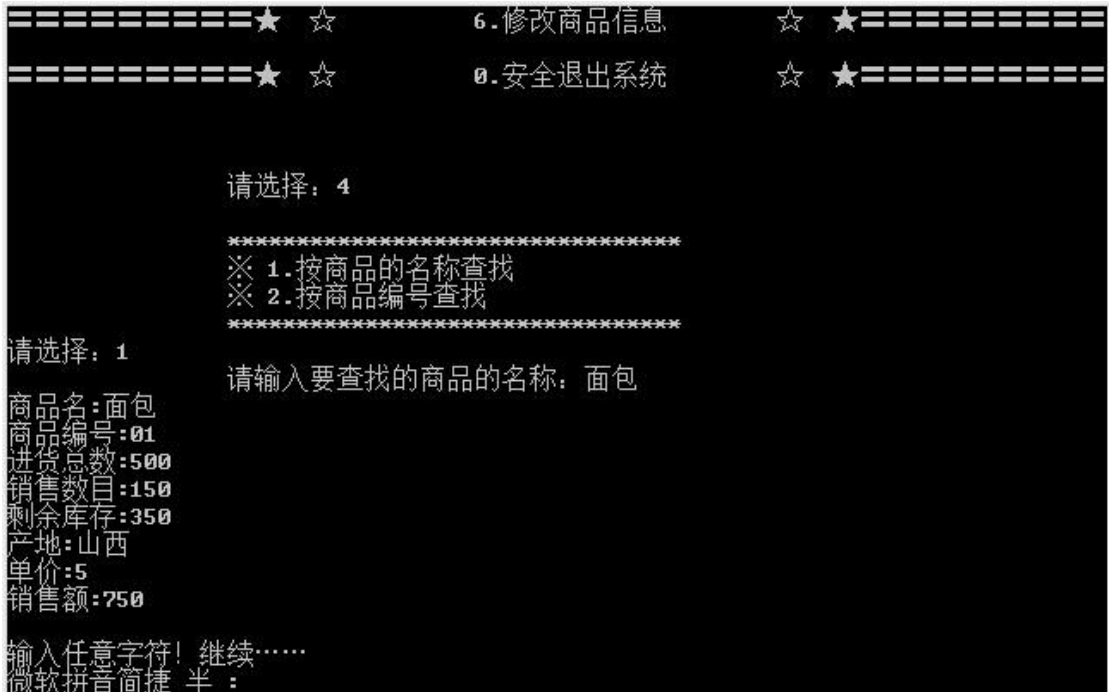 =========★ ☆ 6.修改商品信息 ☆ ★=========
=========★ ☆ 0.安全退出系统 ☆ ★=========
请选择：4
*********************************
※ 1.按商品的名称查找
※ 2.按商品编号查找
*********************************
请选择：1
请输入要查找的商品的名称：面包
商品名:面包
商品编号:01
进货总数:500
销售数目:150
剩余库存:350
产地:山西
单价:5
销售额:750
输入任意字符！继续……
微软拼音简捷 半 :